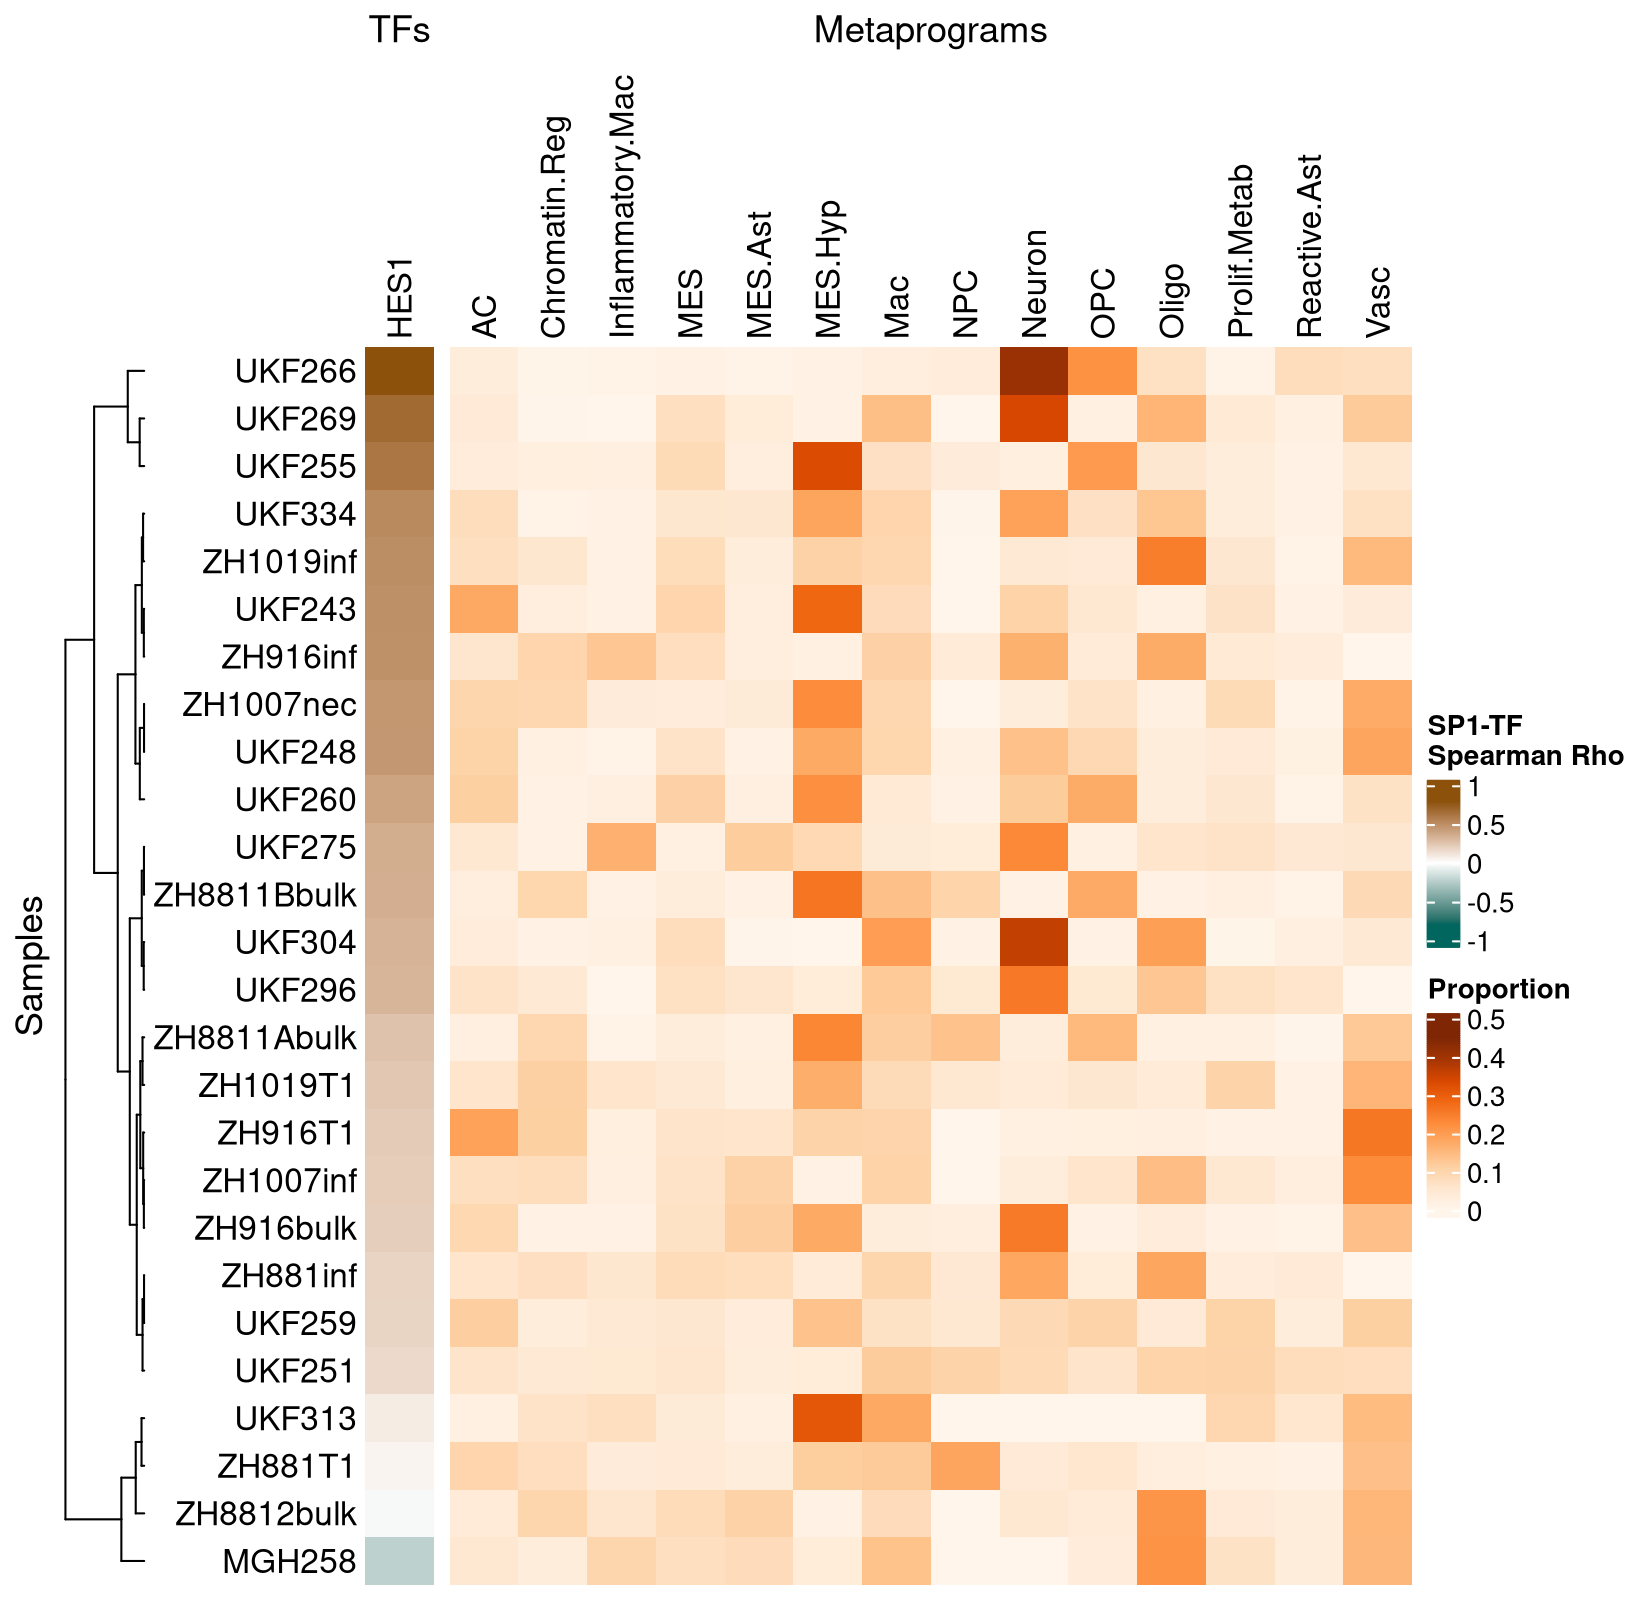 TFs
Metaprograms
HES1
AC
Chromatin.Reg
Inflammatory.Mac
MES
MES.Ast
MES.Hyp
Mac
NPC
Neuron
OPC
Oligo
Prolif.Metab
Reactive.Ast
Vasc
Samples
UKF266
UKF269
UKF255
UKF334
ZH1019inf
UKF243
ZH916inf
ZH1007nec
UKF248
UKF260
UKF275
ZH8811Bbulk
UKF304
UKF296
ZH8811Abulk
ZH1019T1
ZH916T1
ZH1007inf
ZH916bulk
ZH881inf
UKF259
UKF251
UKF313
ZH881T1
ZH8812bulk
MGH258
SP1-TF
Spearman Rho
1
0.5
0
-0.5
-1
Proportion
0.5
0.4
0.3
0.2
0.1
0